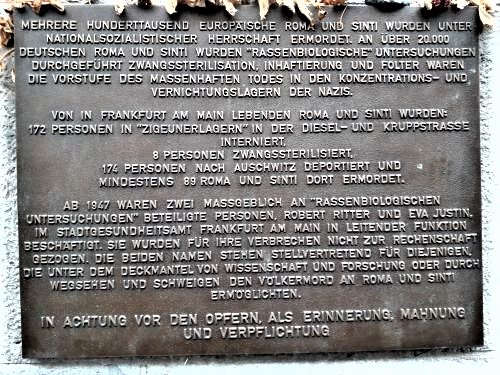 MEHRERE HUNDERTTAUSEND EUROPÄISCHE ROMA UND SINTI WURDEN UNTER
NATIONALSOZIALISTISCHER HERRSCHAFT ERMORDET. AN ÜBER 20.000
DEUTSCHEN ROMA UND SINTI WURDEN "RASSENBIOLOGISCHE" UNTERSUCHUNGEN
DURCHGEFÜHRT ZWANGSSTERILISATION, INHAFTIERUNG UND FOLTER WAREN
DIE VORSTUFE DES MASSENHAFTEN TODES IN DEN KONZENTRATIONS- UND
VERNICHTUNGSLAGERN DER NAZIS.
VON IN FRANKFURT AM MAIN LEBENDEN ROMA UND SINTI WURDEN:
172 PERSONEN IN "ZIGEUNERLAGERN" IN DER DIESEL- UND KRUPPSTRASSE
INTERNIERT,
8 PERSONEN ZWANGSSTERILISIERT,
174 PERSONEN NACH AUSCHWITZ DEPORTIERT UND
MINDESTENS 89 ROMA UND SINTI DORT ERMORDET.
AB 1947 WAREN ZWEI MASSGEBLICH AN "RASSENBIOLOGISCHEN
UNTERSUCHUNGEN" BETEILIGTE PERSONEN, ROBERT RITTER UND EVA JUSTIN,
IM STADTGESUNDHEITSAMT FRANKFURT AM MAIN IN LEITENDER FUNKTION
BESCHÄFTIGT. SIE WURDEN FÜR IHRE VERBRECHEN NICHT ZUR RECHENSCHAFT
GEZOGEN. DIE BEIDEN NAMEN STEHEN STELLVERTRETEND FÜR DIEJENIGEN,
DIE UNTER DEM DECKMANTEL VON WISSENSCHAFT UND FORSCHUNG ODER DURCH
WEGSEHEN UND SCHWEIGEN DEN VÖLKERMORD AN ROMA UND SINTI
ERMÖGLICHTEN.
IN ACHTUNG VOR DEN OPFERN, ALS ERINNERUNG, MAHNUNG
UND VERPFLICHTUNG